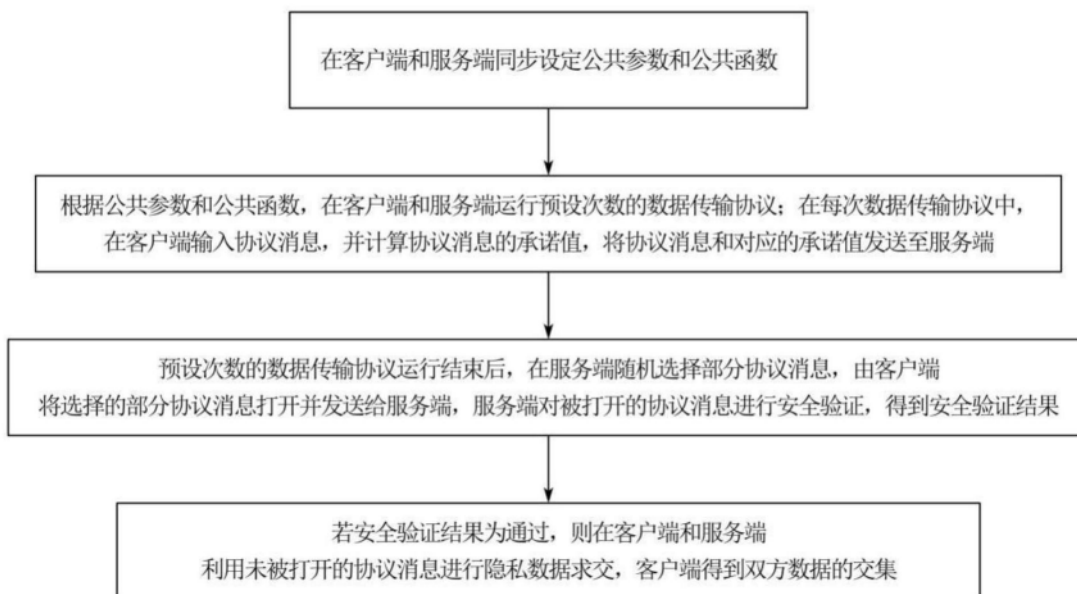 在客户端和服务端同步设定公共参数和公共函数
根据公共参数和公共函数，在客户端和服务端运行预设次数的数据传输协议；在每次数据传输协议中，
在客户端输入协议消息，并计算协议消息的承诺值，将协议消息和对应的承诺值发送至服务端
预设次数的数据传输协议运行结束后，在服务端随机选择部分协议消息，由客户端
将选择的部分协议消息打开并发送给服务端，服务端对被打开的协议消息进行安全验证，得到安全验证结果
若安全验证结果为通过，则在客户端和服务端
利用未被打开的协议消息进行隐私数据求交，客户端得到双方数据的交集